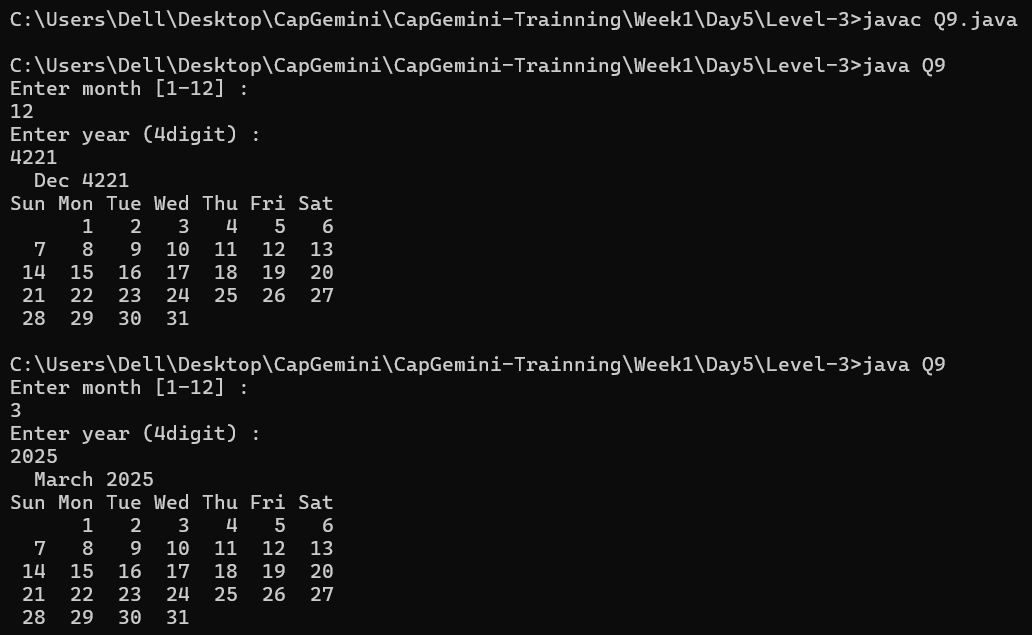 C:\Users\Dell\Desktop\CapGemini\CapGemini-Trainning\Week1\Day5\Level-3>javac Q9.java

C:\Users\Dell\Desktop\CapGemini\CapGemini-Trainning\Week1\Day5\Level-3>java Q9
Enter month [1-12] :
12
Enter year (4digit) :
4221
  Dec 4221
Sun Mon Tue Wed Thu Fri Sat
      1   2   3   4   5   6
  7   8   9  10  11  12  13
 14  15  16  17  18  19  20
 21  22  23  24  25  26  27
 28  29  30  31

C:\Users\Dell\Desktop\CapGemini\CapGemini-Trainning\Week1\Day5\Level-3>java Q9
Enter month [1-12] :
3
Enter year (4digit) :
2025
  March 2025
Sun Mon Tue Wed Thu Fri Sat
      1   2   3   4   5   6
  7   8   9  10  11  12  13
 14  15  16  17  18  19  20
 21  22  23  24  25  26  27
 28  29  30  31